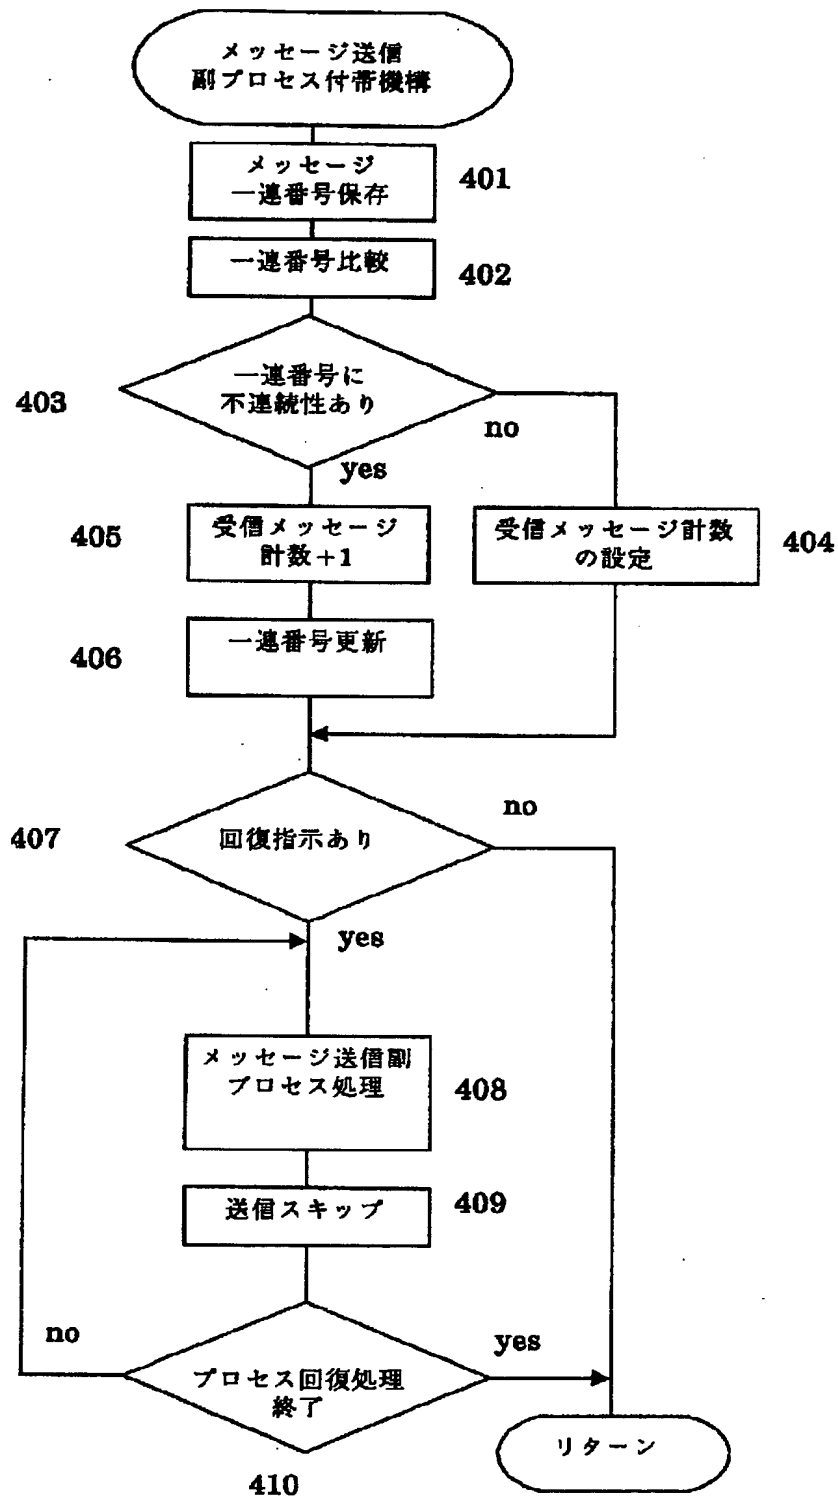 メッセージ送信
副プロセス付帯機構
メッセージ
一連番号保存
401
一連番号比較
402
一連番号に
不連続性あり
403
no
yes
受信メッセージ
計数+1
405
受信メッセージ計数
の設定
404
一連番号更新
406
回復指示あり
407
no
yes
メッセージ送信副
プロセス処理
408
送信スキップ
409
no
yes
プロセス回復処理
終了
410
リターン